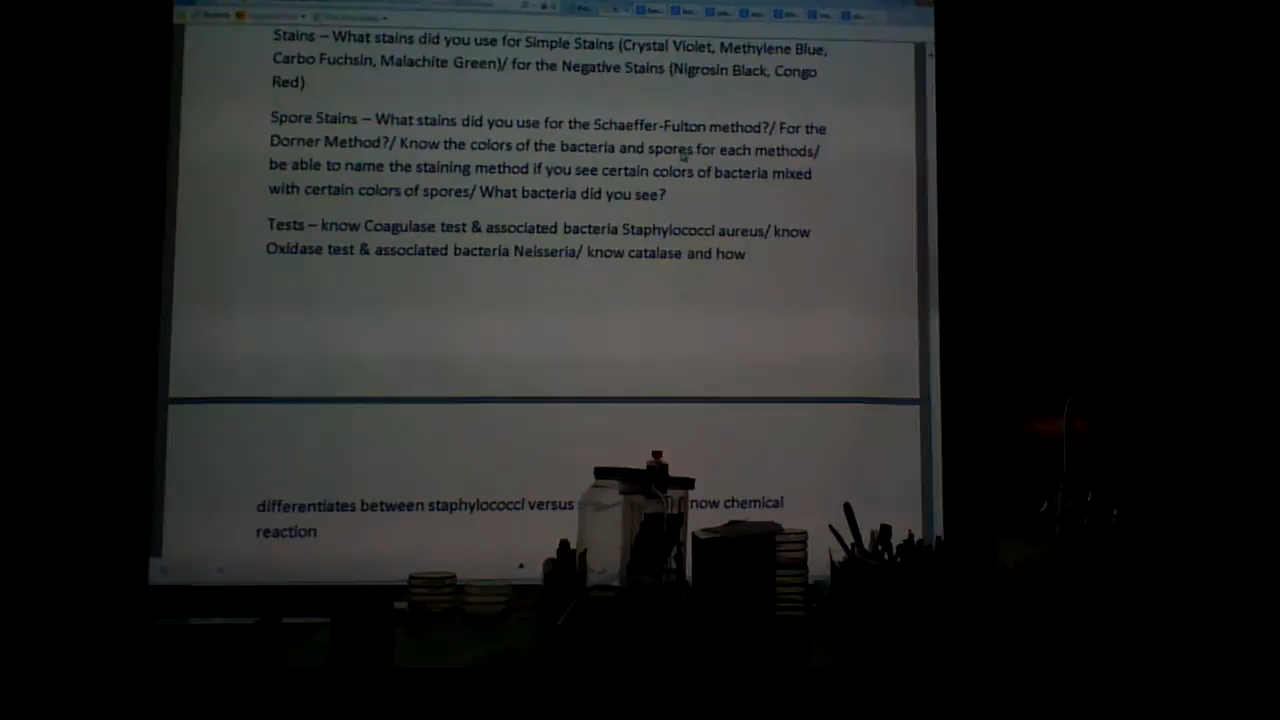 Stains – What stains did you use for Simple Stains (Crystal Violet, Methylene Blue,
Carbo Fuchsin, Malachite Green)/ for the Negative Stains (Nigrosin Black, Congo
Red)
Spore Stains – What stains did you use for the Schaeffer-Fulton method?/ For the
Dorner Method?/ Know the colors of the bacteria and spores for each methods/
be able to name the staining method if you see certain colors of bacteria mixed
with certain colors of spores/ What bacteria did you see?
Tests – know Coagulase test & associated bacteria Staphylococci aureus/ know
Oxidase test & associated bacteria Neisseria/ know catalase and how
differentiates between staphylococci versus now chemical
reaction